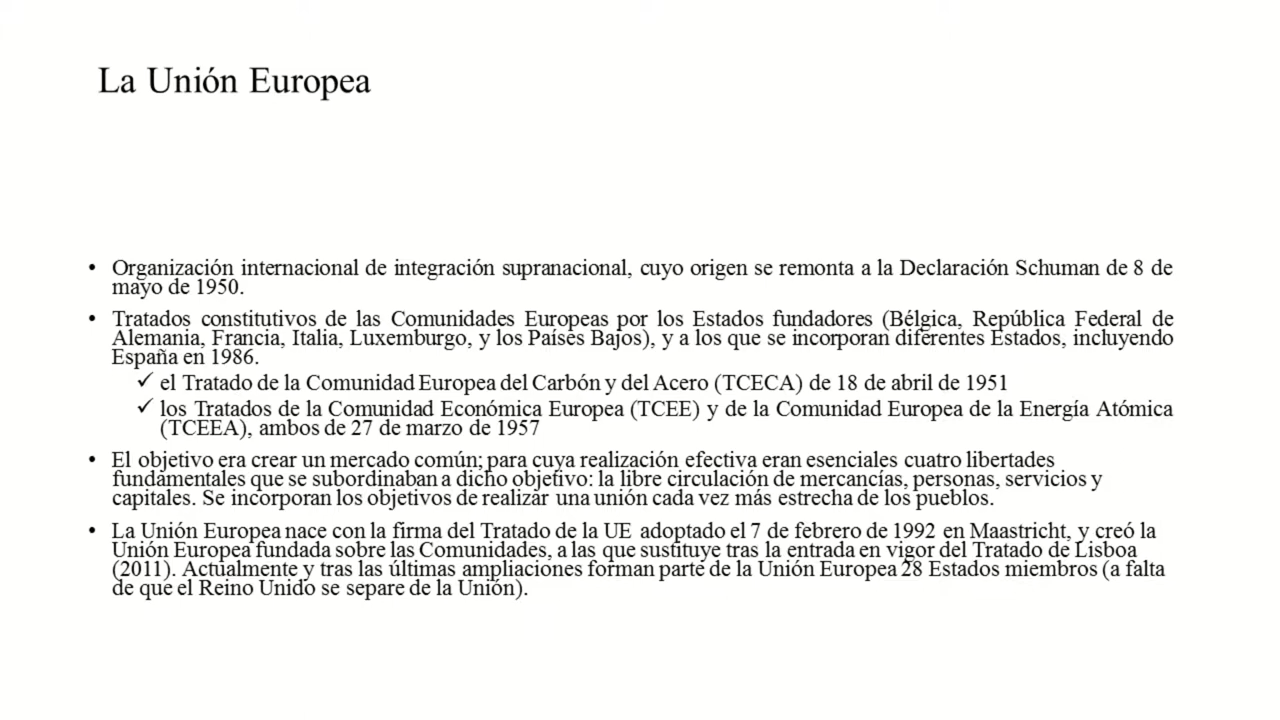 La Unión Europea
• Organización internacional de integración supranacional, cuyo origen se remonta a la Declaración Schuman de 8 de
mayo de 1950.
• Tratados constitutivos de las Comunidades Europeas por los Estados fundadores (Bélgica, República Federal de
Alemania, Francia, Italia, Luxemburgo, y los Países Bajos), y a los que se incorporan diferentes Estados, incluyendo
España en 1986.
✓ el Tratado de la Comunidad Europea del Carbón y del Acero (TCECA) de 18 de abril de 1951
✓ los Tratados de la Comunidad Económica Europea (TCEE) y de la Comunidad Europea de la Energía Atómica
(TCEEA), ambos de 27 de marzo de 1957
• El objetivo era crear un mercado común; para cuya realización efectiva eran esenciales cuatro libertades
fundamentales que se subordinaban a dicho objetivo: la libre circulación de mercancías, personas, servicios y
capitales. Se incorporan los objetivos de realizar una unión cada vez más estrecha de los pueblos.
• La Unión Europea nace con la firma del Tratado de la UE adoptado el 7 de febrero de 1992 en Maastricht, y creó la
Unión Europea fundada sobre las Comunidades, a las que sustituye tras la entrada en vigor del Tratado de Lisboa
(2011). Actualmente y tras las últimas ampliaciones forman parte de la Unión Europea 28 Estados miembros (a falta
de que el Reino Unido se separe de la Unión).